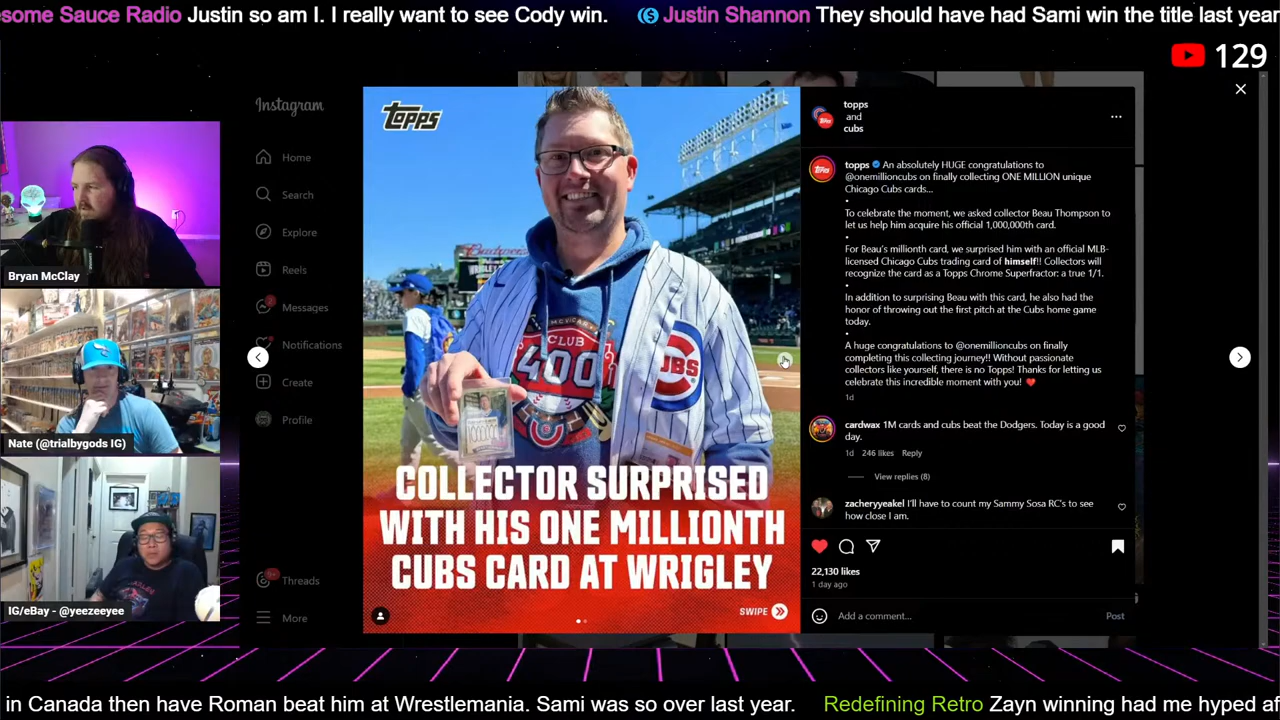 esome Sauce Radio Justin so am I. I really want to see Cody win. Justin Shannon They should have had Sami win the title last year
129
Instagram
Home
Search
Explore
Reels
Messages
Notifications
Create
Profile
9+ Threads
More
Bryan McClay
Nate (@trialbygods IG)
IG/eBay - @yeezeeyee
topps
Budweiser
CLUB
400
CUBS
COLLECTOR SURPRISED
WITH HIS ONE MILLIONTH
CUBS CARD AT WRIGLEY
SWIPE
topps
and
cubs
topps An absolutely HUGE congratulations to
@onemillioncubs on finally collecting ONE MILLION unique
Chicago Cubs cards...
•
To celebrate the moment, we asked collector Beau Thompson to
let us help him acquire his official 1,000,000th card.
•
For Beau's millionth card, we surprised him with an official MLB-
licensed Chicago Cubs trading card of himself!! Collectors will
recognize the card as a Topps Chrome Superfractor: a true 1/1.
•
In addition to surprising Beau with this card, he also had the
honor of throwing out the first pitch at the Cubs home game
today.
•
A huge congratulations to @onemillioncubs on finally
completing this collecting journey!! Without passionate
collectors like yourself, there is no Topps! Thanks for letting us
celebrate this incredible moment with you!
1d
cardwax 1M cards and cubs beat the Dodgers. Today is a good
day.
1d 246 likes Reply
View replies (8)
zacheryyeakel I'll have to count my Sammy Sosa RC's to see
how close I am.
22,130 likes
1 day ago
Add a comment...
Post
in Canada then have Roman beat him at Wrestlemania. Sami was so over last year. Redefining Retro Zayn winning had me hyped at